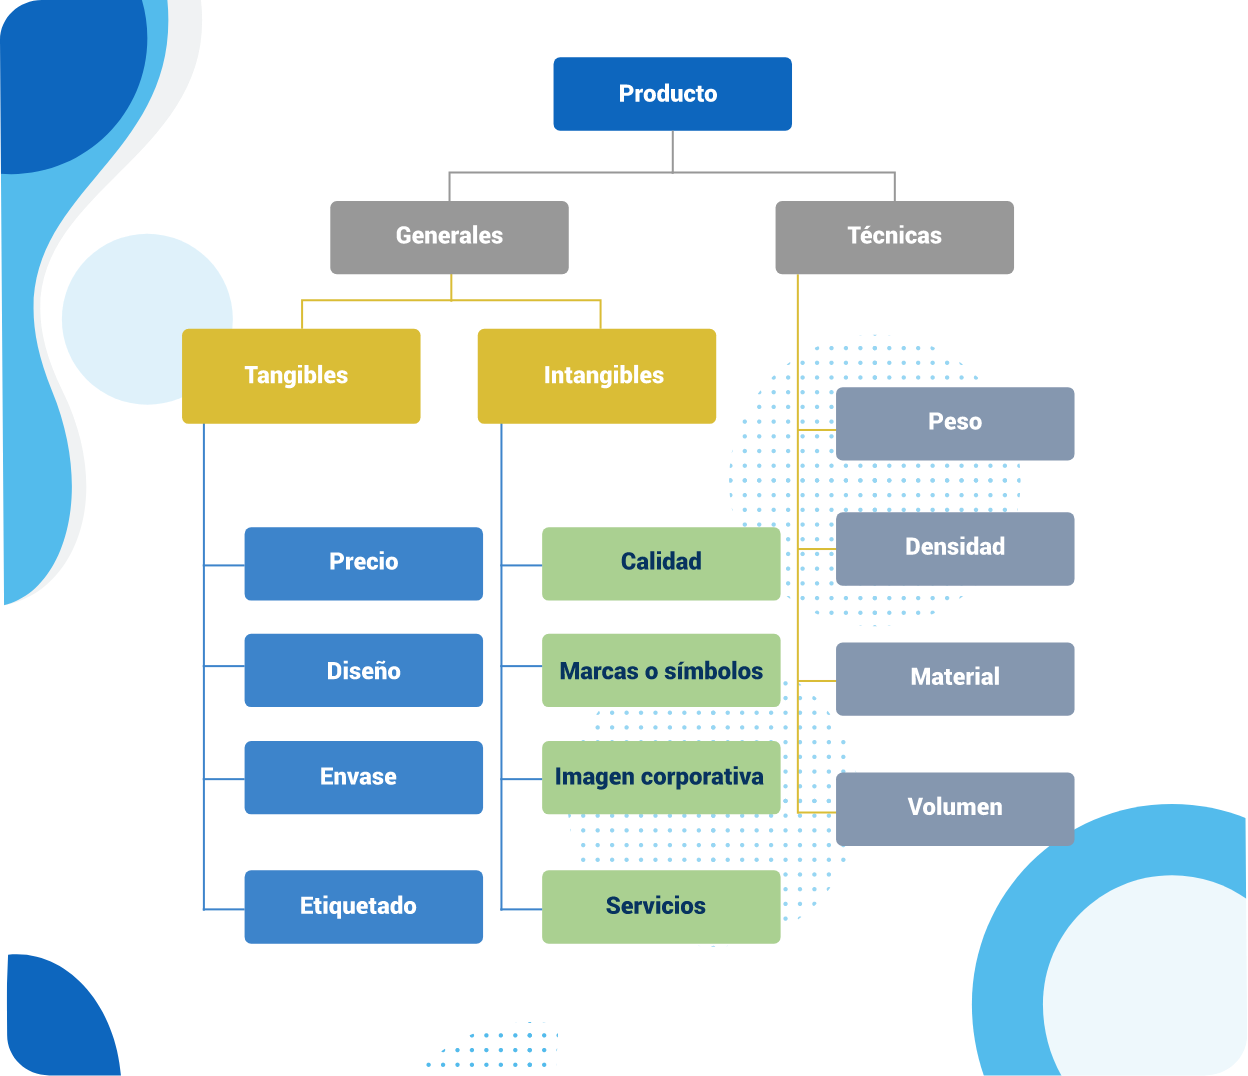 Producto
Generales
Técnicas
Tangibles
Intangibles
Peso
Densidad
Precio
Calidad
Diseño
Marcas o símbolos
Material
Envase
Imagen corporativa
Volumen
Etiquetado
Servicios